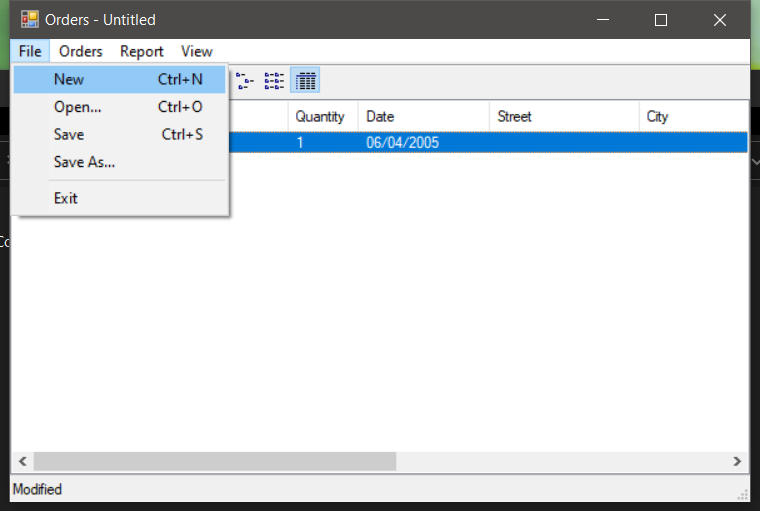 Orders - Untitled
File Orders Report View
New Ctrl+N
Open... Ctrl+O
Save Ctrl+S
Save As...
Exit
Quantity Date Street City
1 06/04/2005
Co
Modified